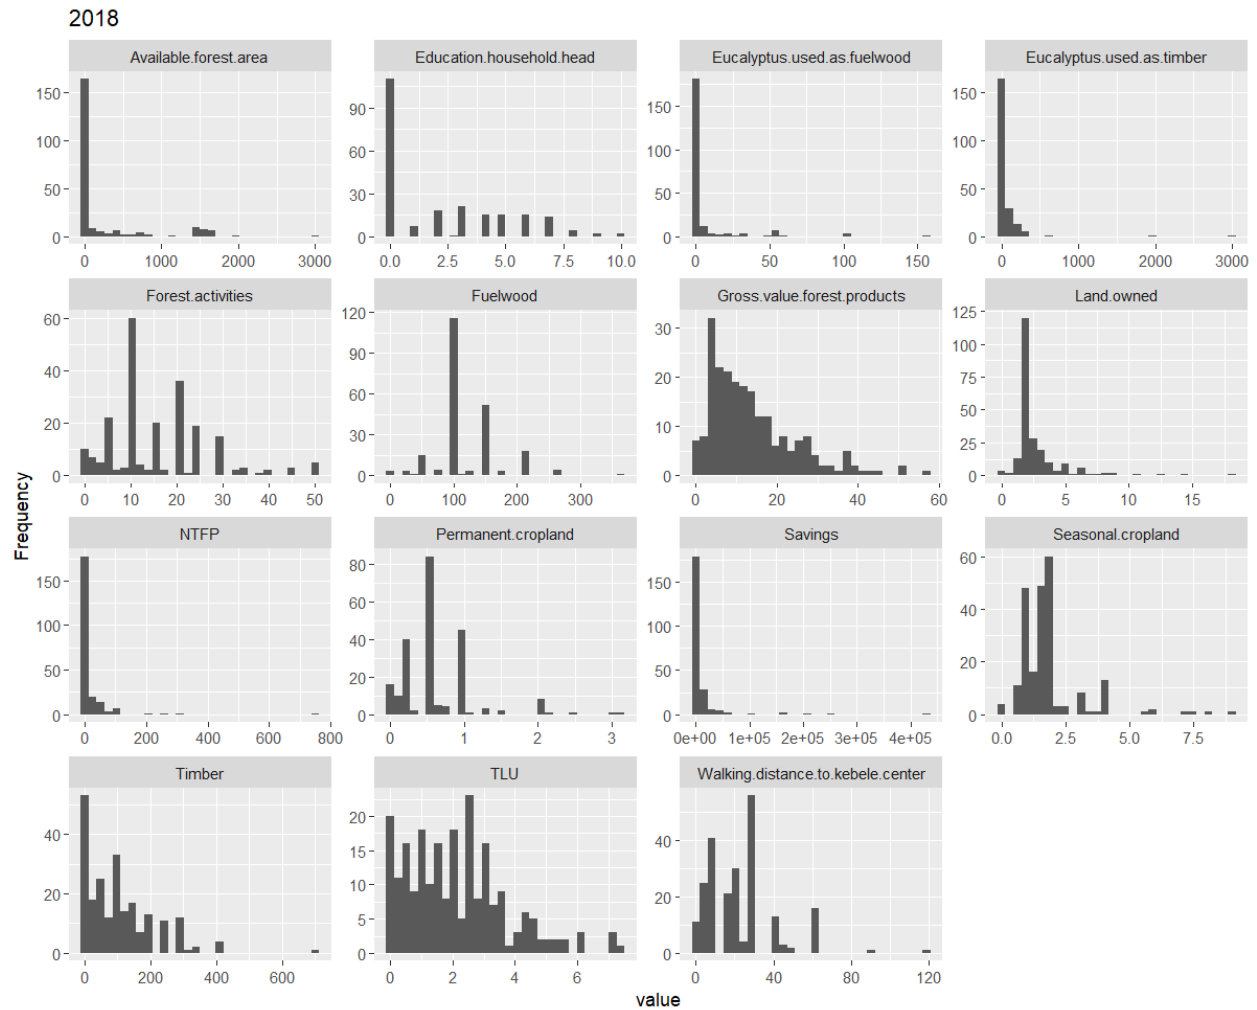 2018
Available.forest.area
Education.household.head
Eucalyptus.used.as.fuelwood
Eucalyptus.used.as.timber
150
100
50
0
0 1000 2000 3000
90
60
30
0
0.0 2.5 5.0 7.5 10.0
150
100
50
0
0 50 100 150
150
100
50
0
0 1000 2000 3000
Forest.activities
Fuelwood
Gross.value.forest.products
Land.owned
60
40
20
0
0 10 20 30 40 50
120
90
60
30
0
0 100 200 300
30
20
10
0
0 20 40 60
125
100
75
50
25
0
0 5 10 15
Frequency
NTFP
Permanent.cropland
Savings
Seasonal.cropland
150
100
50
0
0 200 400 600 800
80
60
40
20
0
0 1 2 3
150
100
50
0
0e+00 1e+05 2e+05 3e+05 4e+05
60
40
20
0
0.0 2.5 5.0 7.5
Timber
TLU
Walking.distance.to.kebele.center
40
20
0
0 200 400 600
20
15
10
5
0
0 2 4 6
40
20
0
0 40 80 120
value